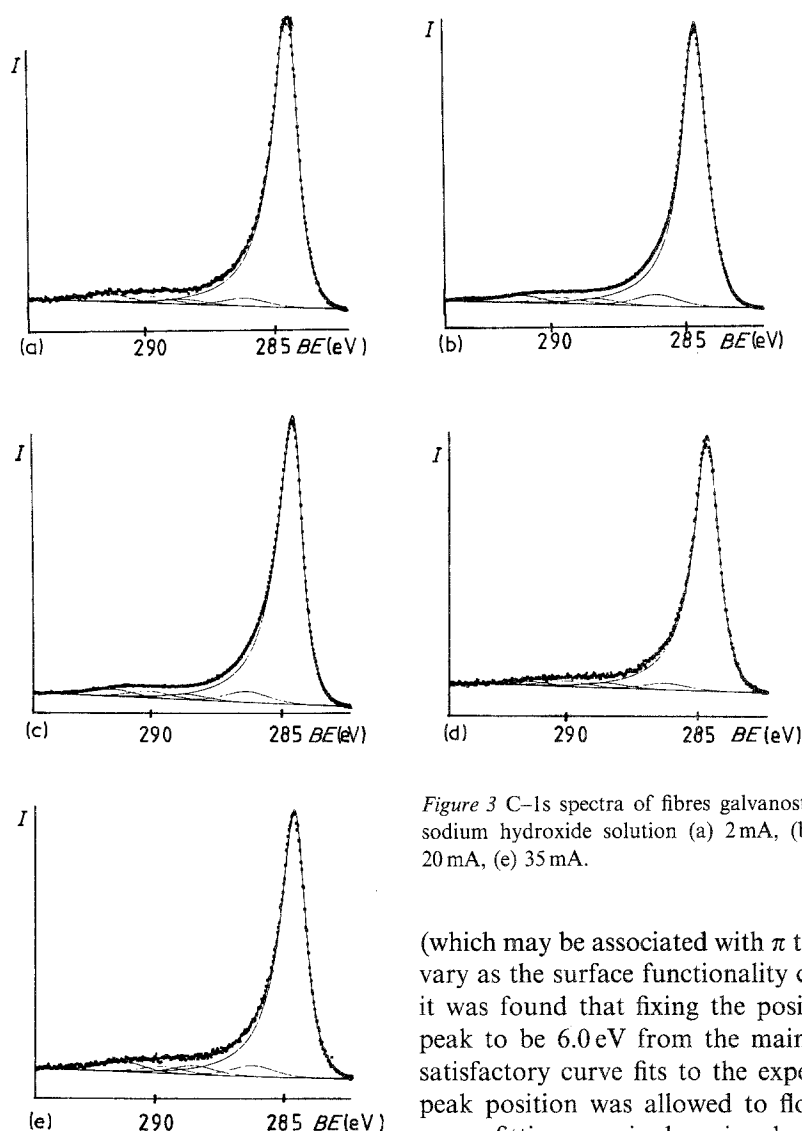 I
(a) 290 285 BE(eV)
I
(b) 290 285 BE(eV)
I
(c) 290 285 BE(eV)
I
(d) 290 285 BE(eV)
I
(e) 290 285 BE(eV)
Figure 3 C–1s spectra of fibres galvanost
sodium hydroxide solution (a) 2 mA, (b
20 mA, (e) 35 mA.
(which may be associated with π t
vary as the surface functionality c
it was found that fixing the posi
peak to be 6.0 eV from the main
satisfactory curve fits to the expe
peak position was allowed to flo